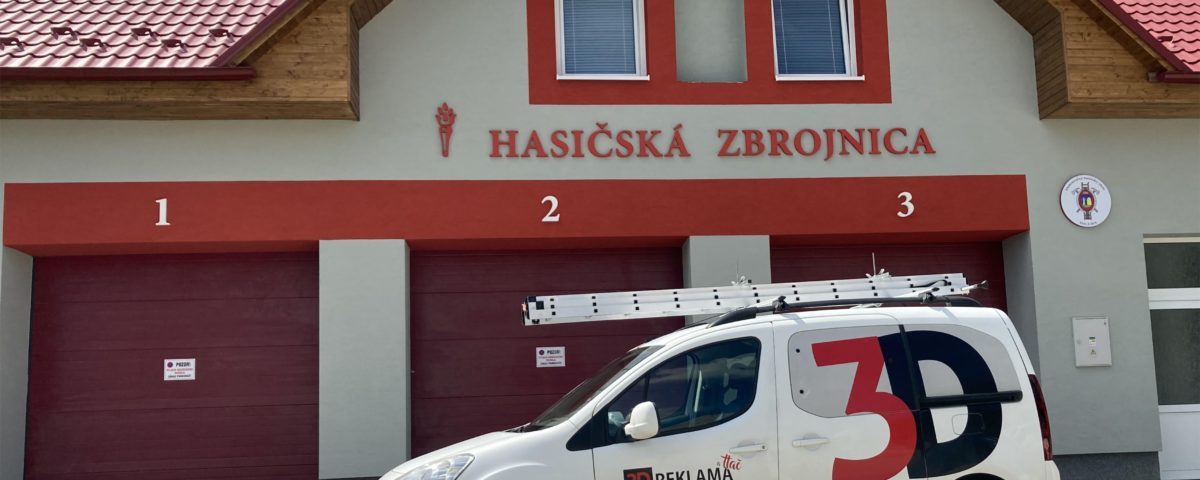 HASIČSKÁ ZBROJNICA
1
2
3
POZOR!
POZOR!
3D
3D REKLAMA
a tlač